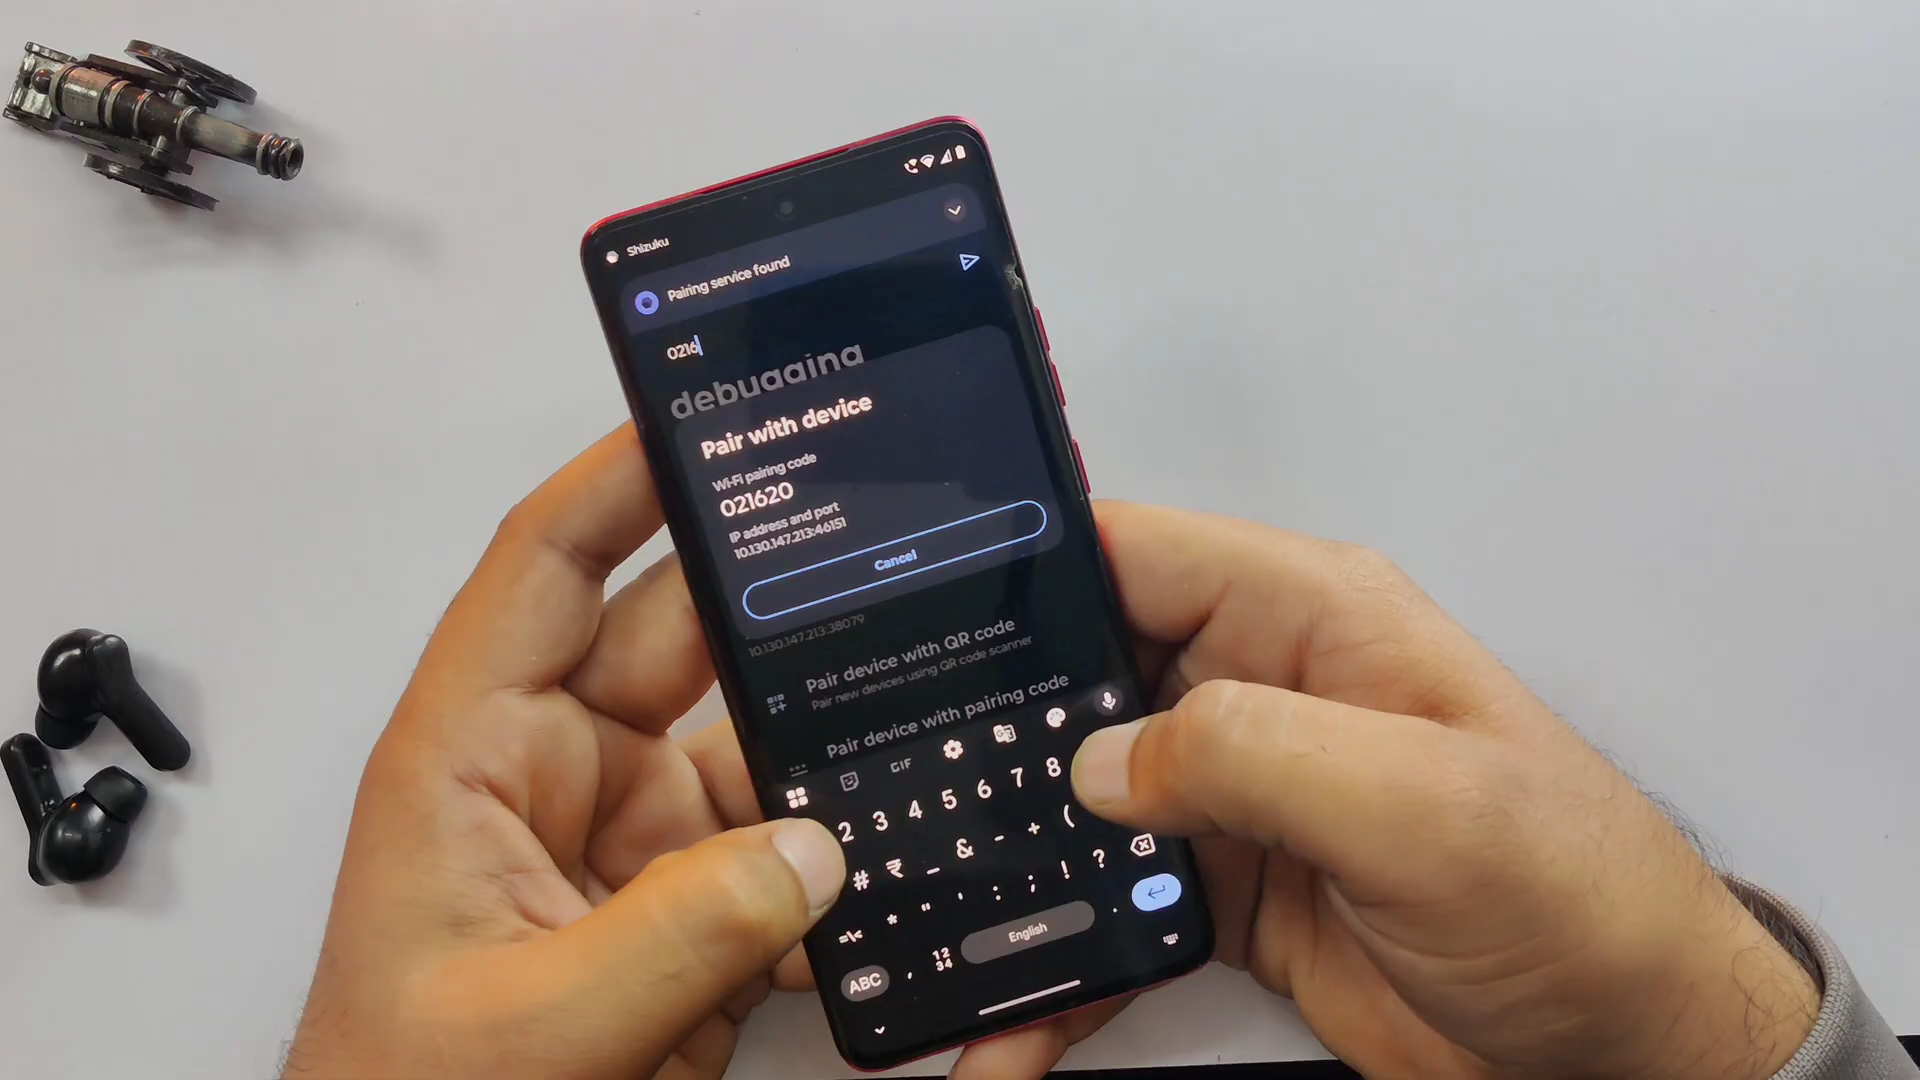 Shizuku
Pairing service found
0216
debugging
Pair with device
Wi-Fi pairing code
021620
IP address and port
10.130.147.213:46151
Cancel
10.130.147.213:38079
Pair device with QR code
Pair new devices using QR code scanner
Pair device with pairing code
GIF
2 3 4 5 6 7 8
# ₹ _ & - + (
=\< * " ' : ; ! ?
ABC , 12 34 English .